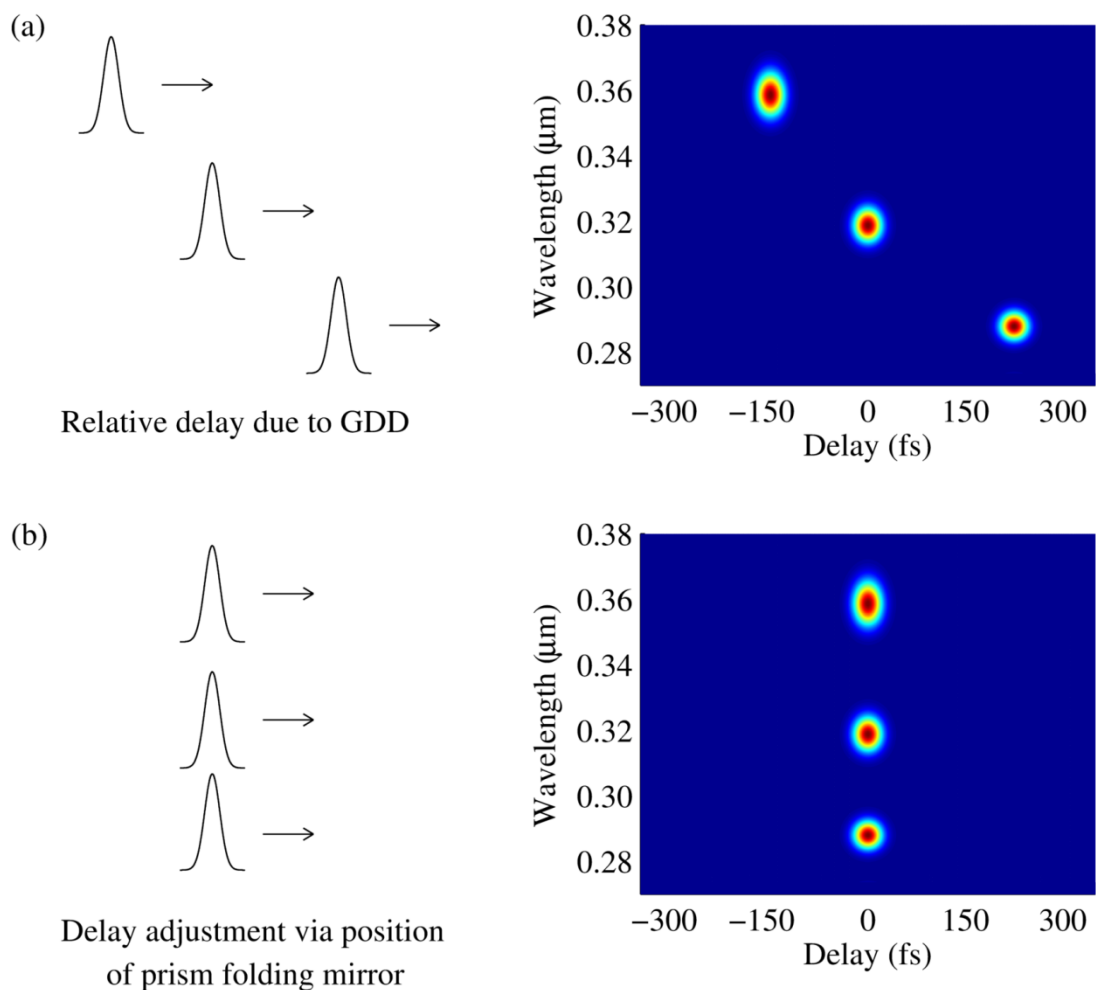 (a)
Relative delay due to GDD
0.38
0.36
0.34
0.32
0.30
0.28
Wavelength (μm)
−300 −150 0 150 300
Delay (fs)
(b)
Delay adjustment via position
of prism folding mirror
0.38
0.36
0.34
0.32
0.30
0.28
Wavelength (μm)
−300 −150 0 150 300
Delay (fs)